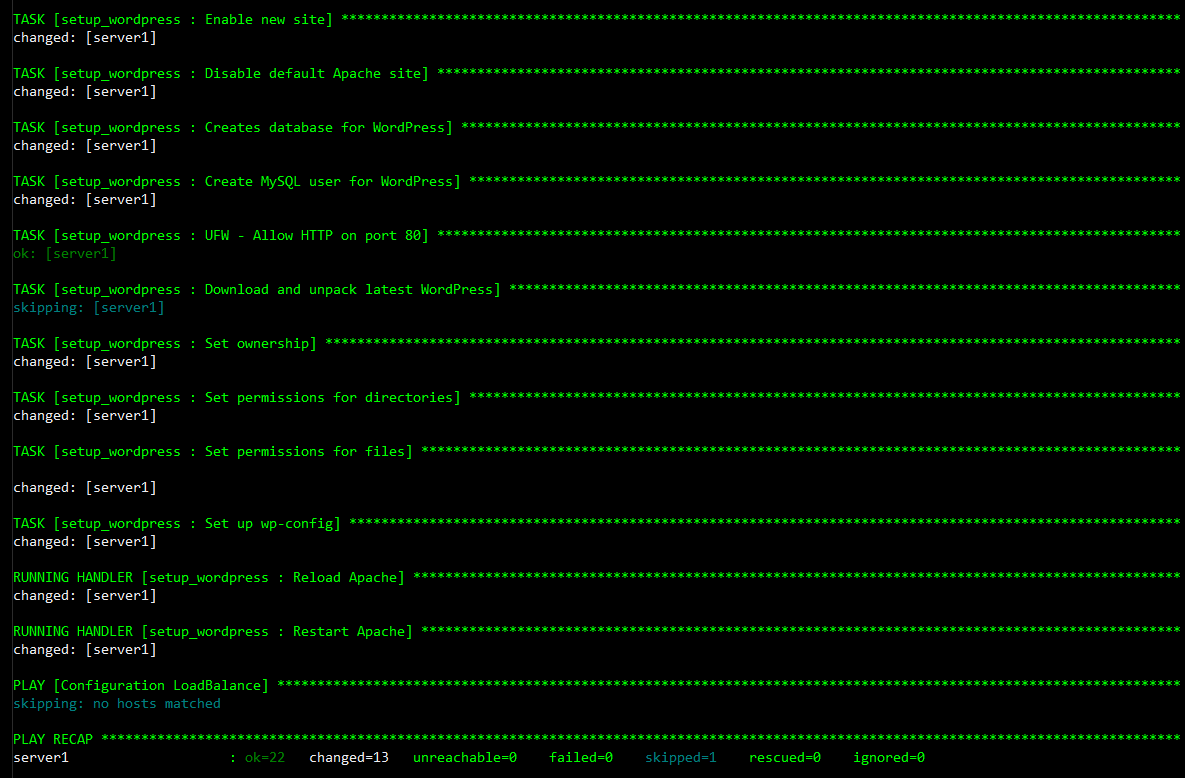 TASK [setup_wordpress : Enable new site] *********************************************************************************************************
changed: [server1]
TASK [setup_wordpress : Disable default Apache site] *********************************************************************************************
changed: [server1]
TASK [setup_wordpress : Creates database for WordPress] ******************************************************************************************
changed: [server1]
TASK [setup_wordpress : Create MySQL user for WordPress] *****************************************************************************************
changed: [server1]
TASK [setup_wordpress : UFW - Allow HTTP on port 80] *********************************************************************************************
ok: [server1]
TASK [setup_wordpress : Download and unpack latest WordPress] ************************************************************************************
skipping: [server1]
TASK [setup_wordpress : Set ownership] ***********************************************************************************************************
changed: [server1]
TASK [setup_wordpress : Set permissions for directories] *****************************************************************************************
changed: [server1]
TASK [setup_wordpress : Set permissions for files] ***********************************************************************************************
changed: [server1]
TASK [setup_wordpress : Set up wp-config] ********************************************************************************************************
changed: [server1]
RUNNING HANDLER [setup_wordpress : Reload Apache] ************************************************************************************************
changed: [server1]
RUNNING HANDLER [setup_wordpress : Restart Apache] ***********************************************************************************************
changed: [server1]
PLAY [Configuration LoadBalance] *****************************************************************************************************************
skipping: no hosts matched
PLAY RECAP ***************************************************************************************************************************************
server1                    : ok=22   changed=13   unreachable=0    failed=0    skipped=1    rescued=0    ignored=0